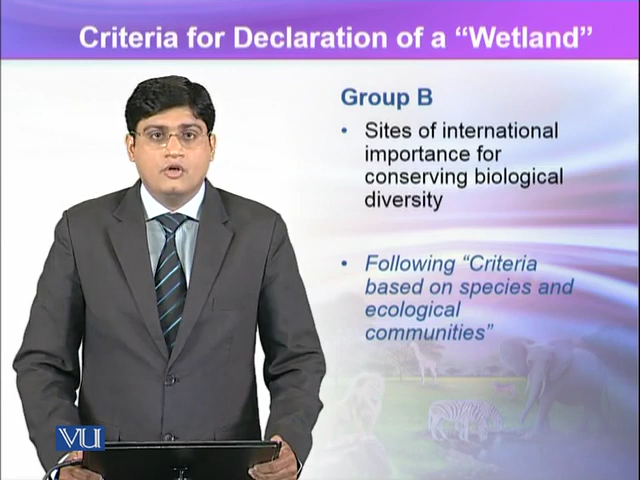 Criteria for Declaration of a “Wetland”
Group B
• Sites of international
importance for
conserving biological
diversity
• Following “Criteria
based on species and
ecological
communities”
VU